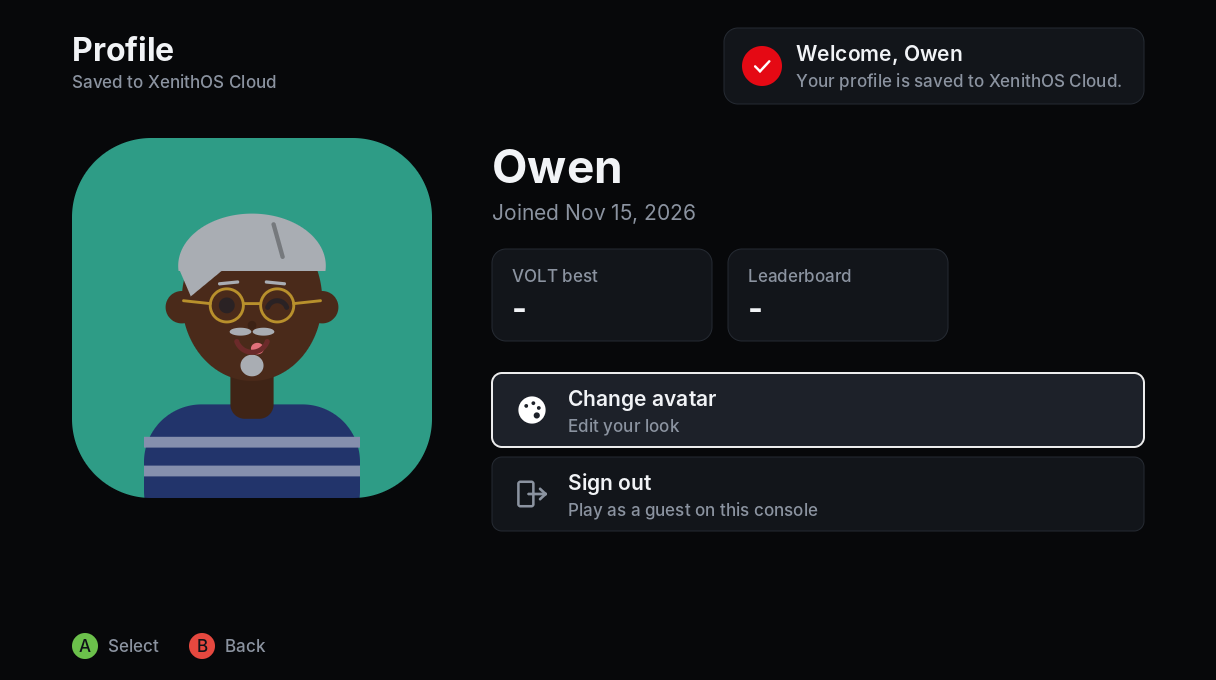 Profile
Saved to XenithOS Cloud
Welcome, Owen
Your profile is saved to XenithOS Cloud.
Owen
Joined Nov 15, 2026
VOLT best
-
Leaderboard
-
Change avatar
Edit your look
Sign out
Play as a guest on this console
A Select
B Back